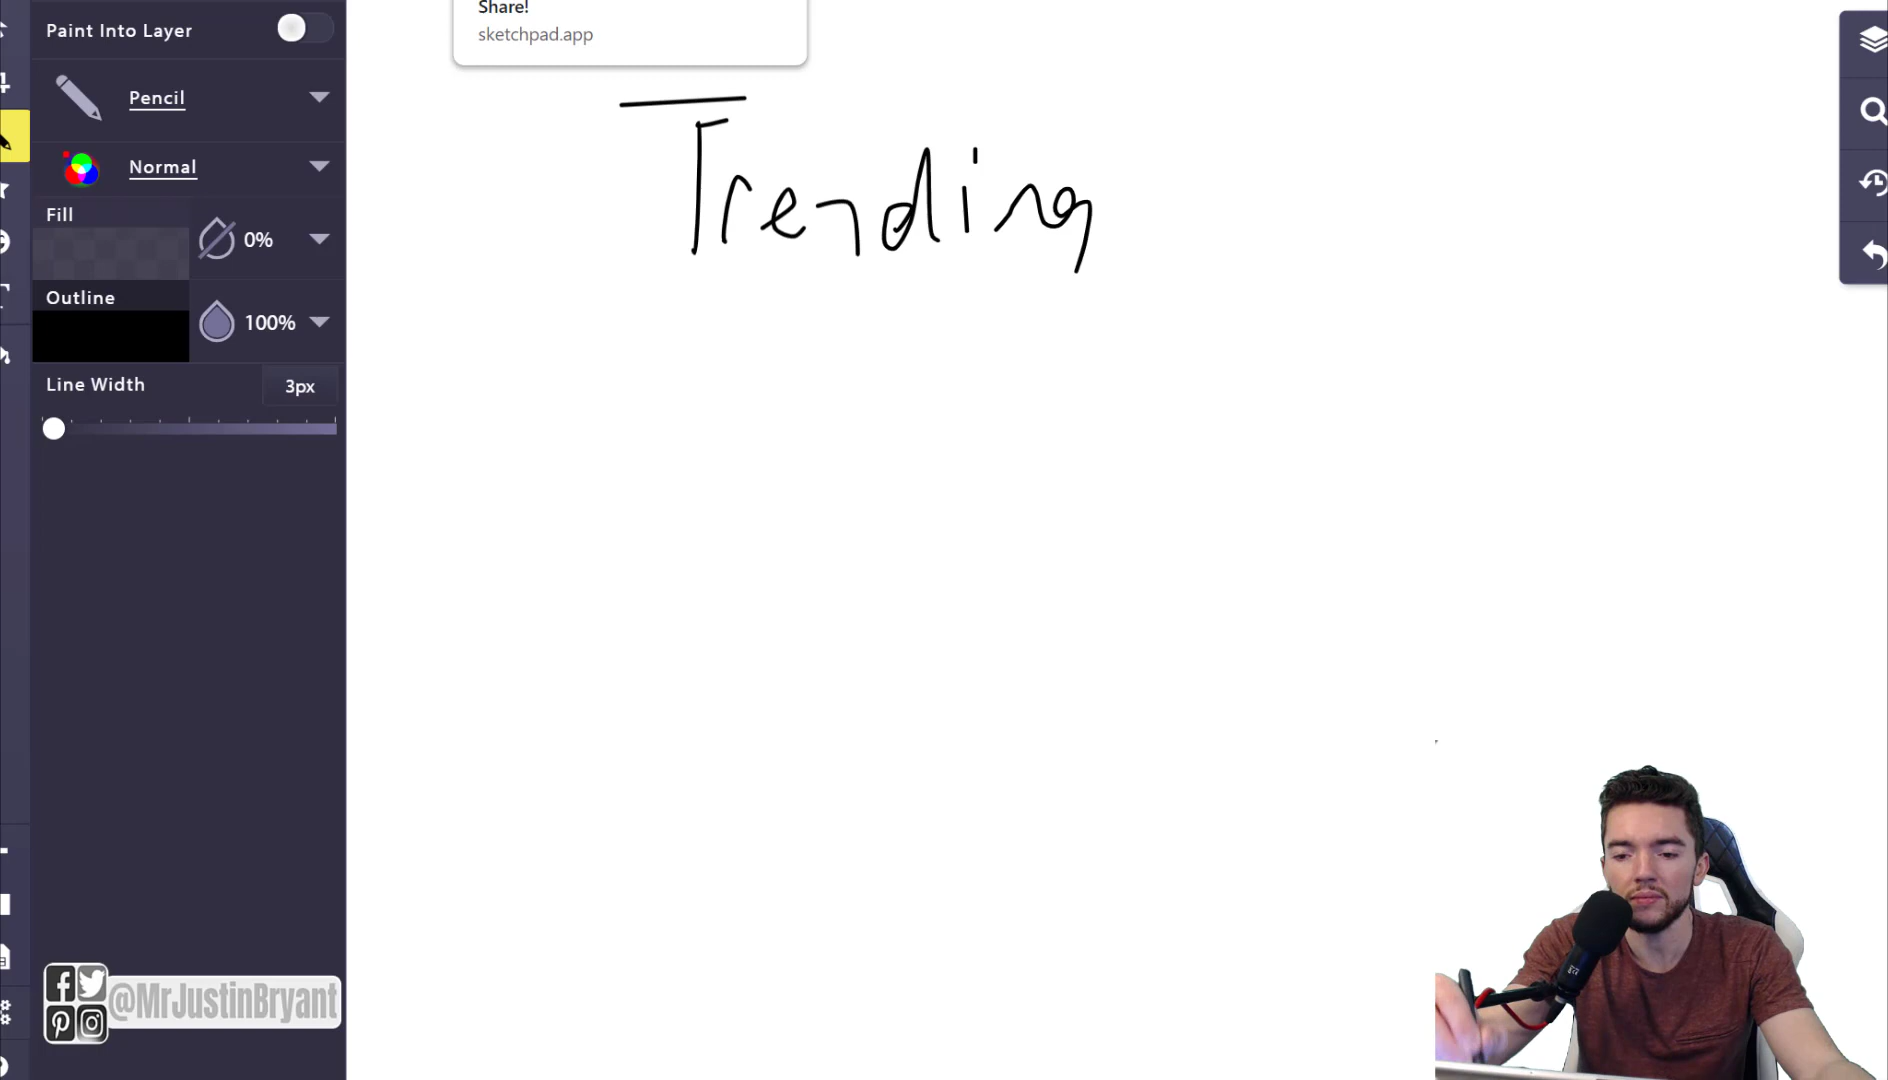 Share!
sketchpad.app
Paint Into Layer
Pencil
Normal
Fill
0%
Outline
100%
Line Width
3px
Trending
@MrJustinBryant